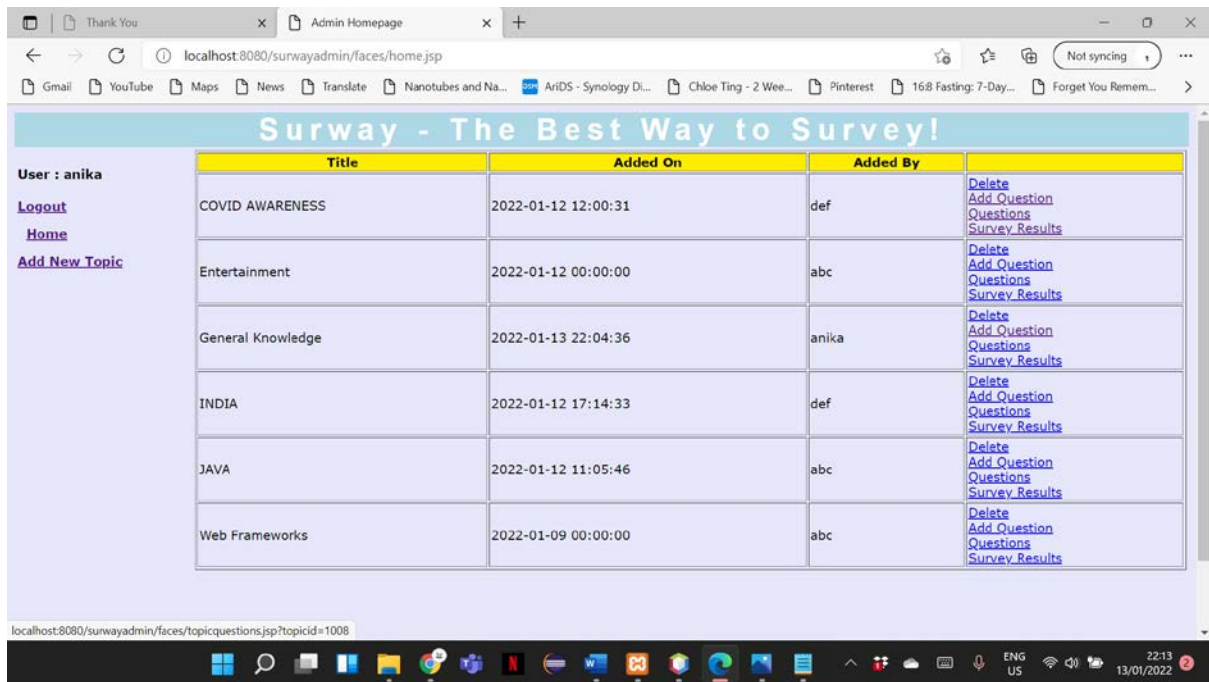 Thank You
Admin Homepage
localhost:8080/surwayadmin/faces/home.jsp
Not syncing
Gmail YouTube Maps News Translate Nanotubes and Na... AriDS - Synology Di... Chloe Ting - 2 Wee... Pinterest 16:8 Fasting: 7-Day... Forget You Remem...
Surway - The Best Way to Survey!
User : anika
Logout
Home
Add New Topic
Title Added On Added By
COVID AWARENESS 2022-01-12 12:00:31 def
Delete
Add Question
Questions
Survey Results
Entertainment 2022-01-12 00:00:00 abc
Delete
Add Question
Questions
Survey Results
General Knowledge 2022-01-13 22:04:36 anika
Delete
Add Question
Questions
Survey Results
INDIA 2022-01-12 17:14:33 def
Delete
Add Question
Questions
Survey Results
JAVA 2022-01-12 11:05:46 abc
Delete
Add Question
Questions
Survey Results
Web Frameworks 2022-01-09 00:00:00 abc
Delete
Add Question
Questions
Survey Results
localhost:8080/surwayadmin/faces/topicquestions.jsp?topicid=1008
ENG
US
22:13
13/01/2022
2